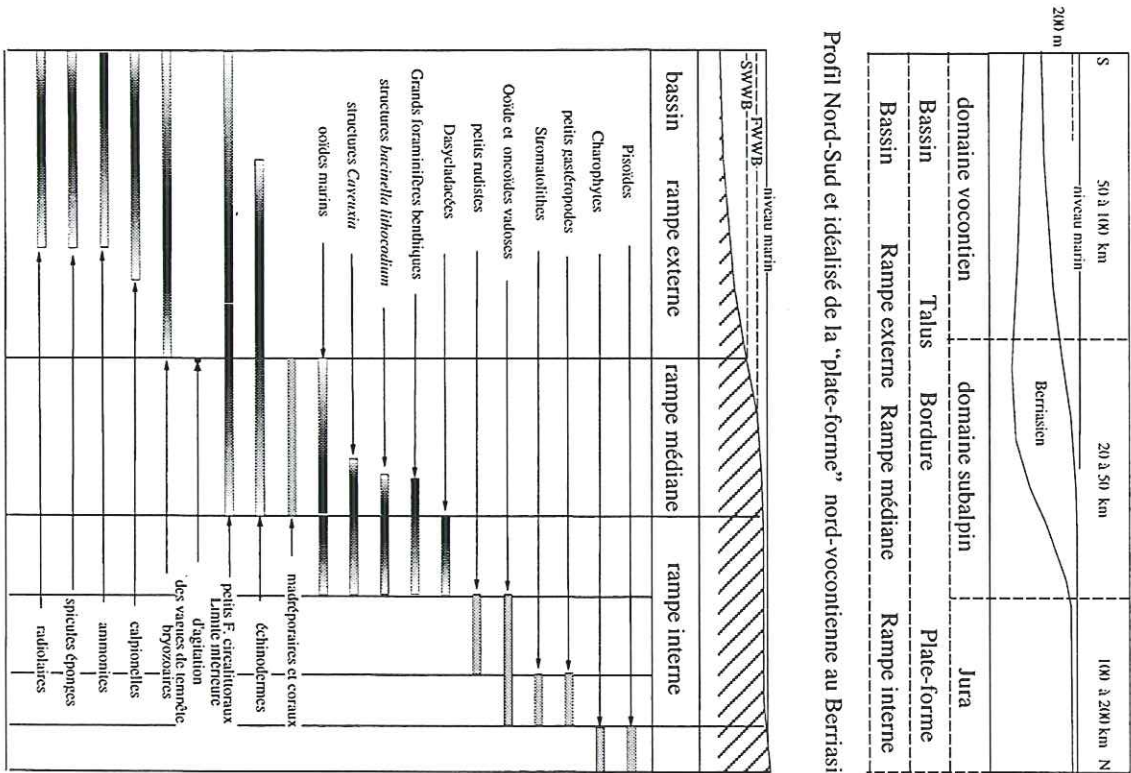 S 50 à 100 km 20 à 50 km 100 à 200 km N
200 m
niveau marin
Berriasien
domaine vocontien domaine subalpin Jura
Bassin Talus Bordure Plate-forme
Bassin Rampe externe Rampe médiane Rampe interne
Profil Nord-Sud et idéalisé de la "plate-forme" nord-vocontienne au Berriasi
niveau marin
FWWB
SWWB
bassin rampe externe rampe médiane rampe interne
Pisoïdes
Charophytes
petits gastéropodes
Stromatolithes
Ooïde et oncoïdes vadoses
petits rudistes
Dasycladacées
Grands foraminifères benthiques
structures bacinella lithocodium
structures Cayeuxia
ooïdes marins
madréporaires et coraux
échinodermes
petits F. circalittoraux
Limite inférieure
d'agitation
des vagues de tempête
bryozoaires
calpionelles
ammonites
spicules éponges
radiolaires